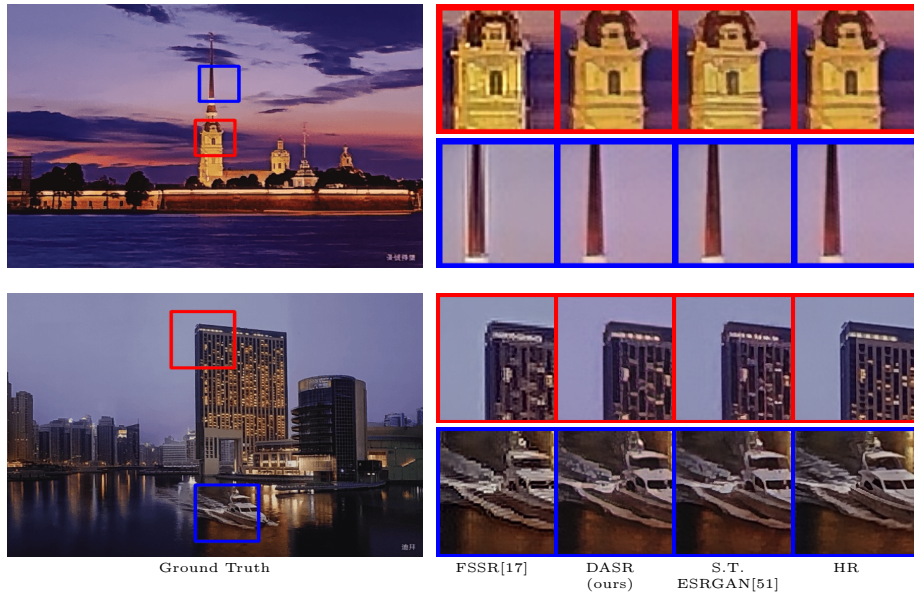 Ground Truth
FSSR[17]
DASR
(ours)
S.T.
ESRGAN[51]
HR